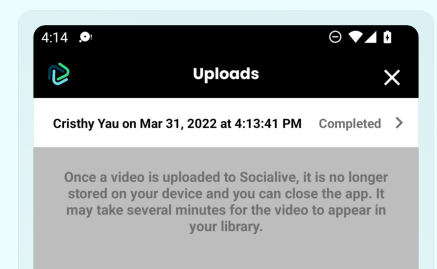 4:14
Uploads
Cristhy Yau on Mar 31, 2022 at 4:13:41 PM Completed
Once a video is uploaded to Socialive, it is no longer
stored on your device and you can close the app. It
may take several minutes for the video to appear in
your library.